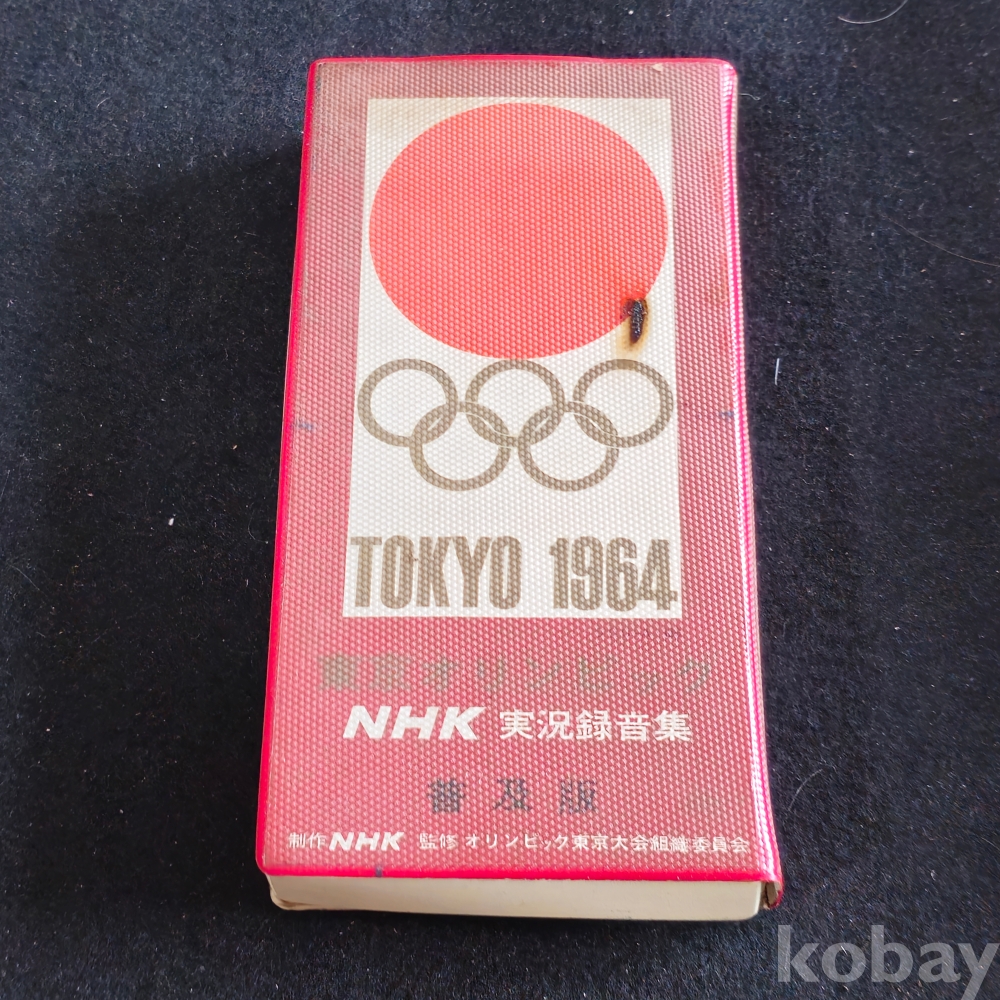 TOKYO 1964
東京オリンピック
NHK 実況録音集
普及版
制作 NHK 監修 オリンピック東京大会組織委員会
kobay